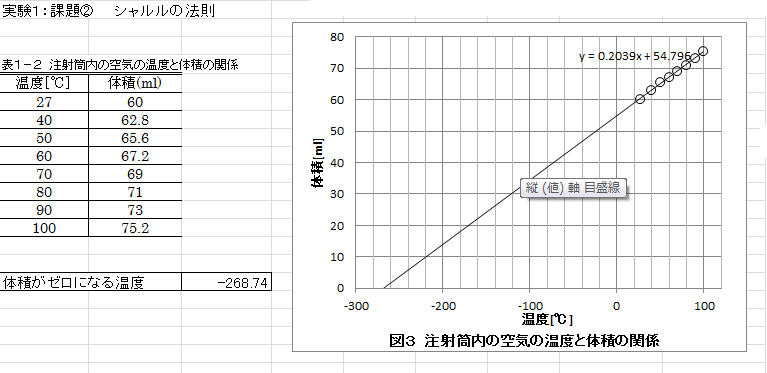 実験1:課題② シャルルの法則
表1-2 注射筒内の空気の温度と体積の関係
温度[℃] 体積(ml)
27 60
40 62.8
50 65.6
60 67.2
70 69
80 71
90 73
100 75.2
体積がゼロになる温度 -268.74
80
70
60
50
40
30
20
10
0
体積[ml]
y = 0.2039x + 54.796
縦 (値) 軸 目盛線
-300 -200 -100 0 100
温度[℃]
図3 注射筒内の空気の温度と体積の関係